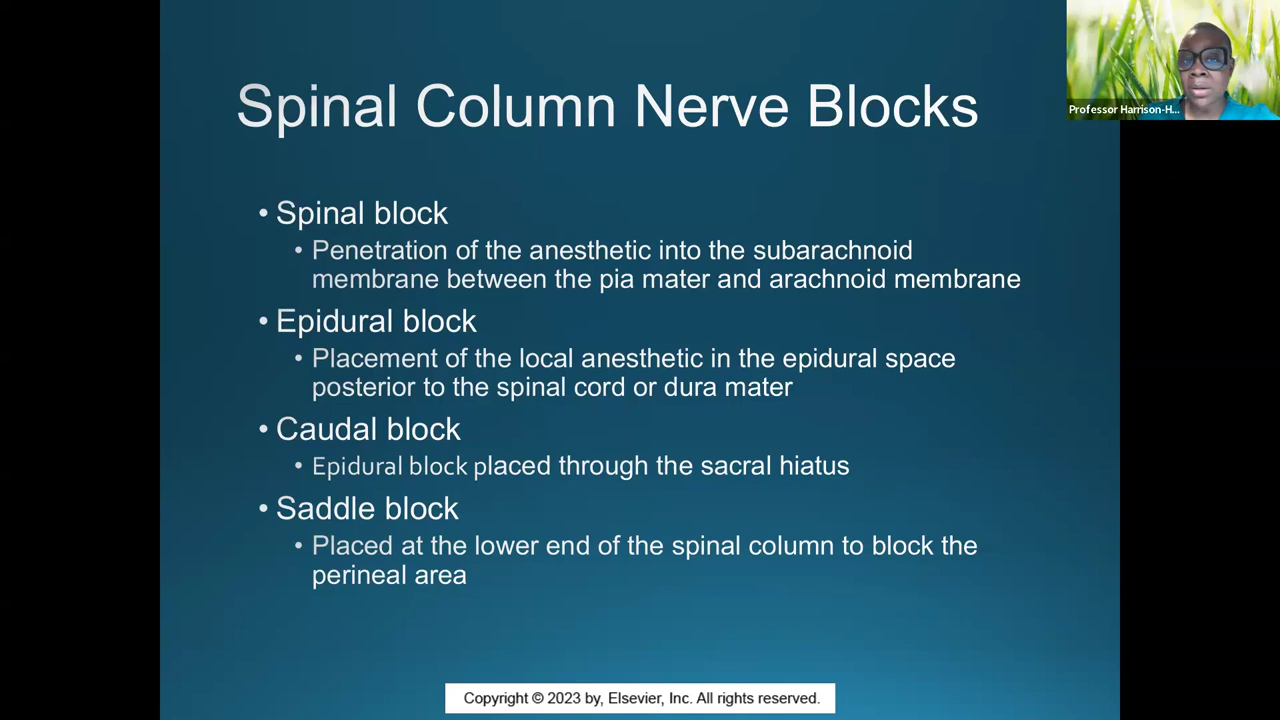 Spinal Column Nerve Blocks
Professor Harrison-H...
• Spinal block
• Penetration of the anesthetic into the subarachnoid
membrane between the pia mater and arachnoid membrane
• Epidural block
• Placement of the local anesthetic in the epidural space
posterior to the spinal cord or dura mater
• Caudal block
• Epidural block placed through the sacral hiatus
• Saddle block
• Placed at the lower end of the spinal column to block the
perineal area
Copyright © 2023 by, Elsevier, Inc. All rights reserved.